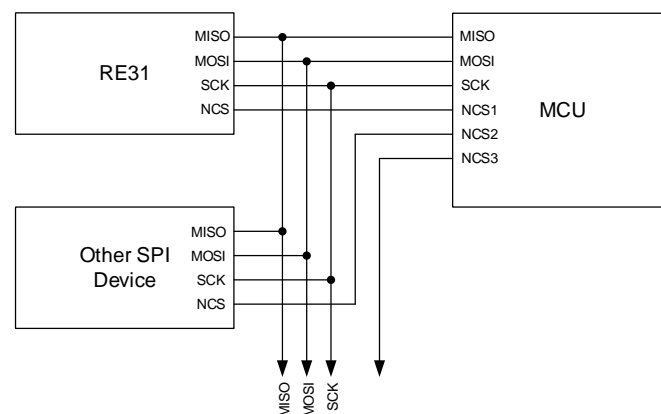 RE31
MISO
MOSI
SCK
NCS
MISO
MOSI
SCK
NCS1
NCS2
NCS3
MCU
Other SPI
Device
MISO
MOSI
SCK
NCS
MISO
MOSI
SCK